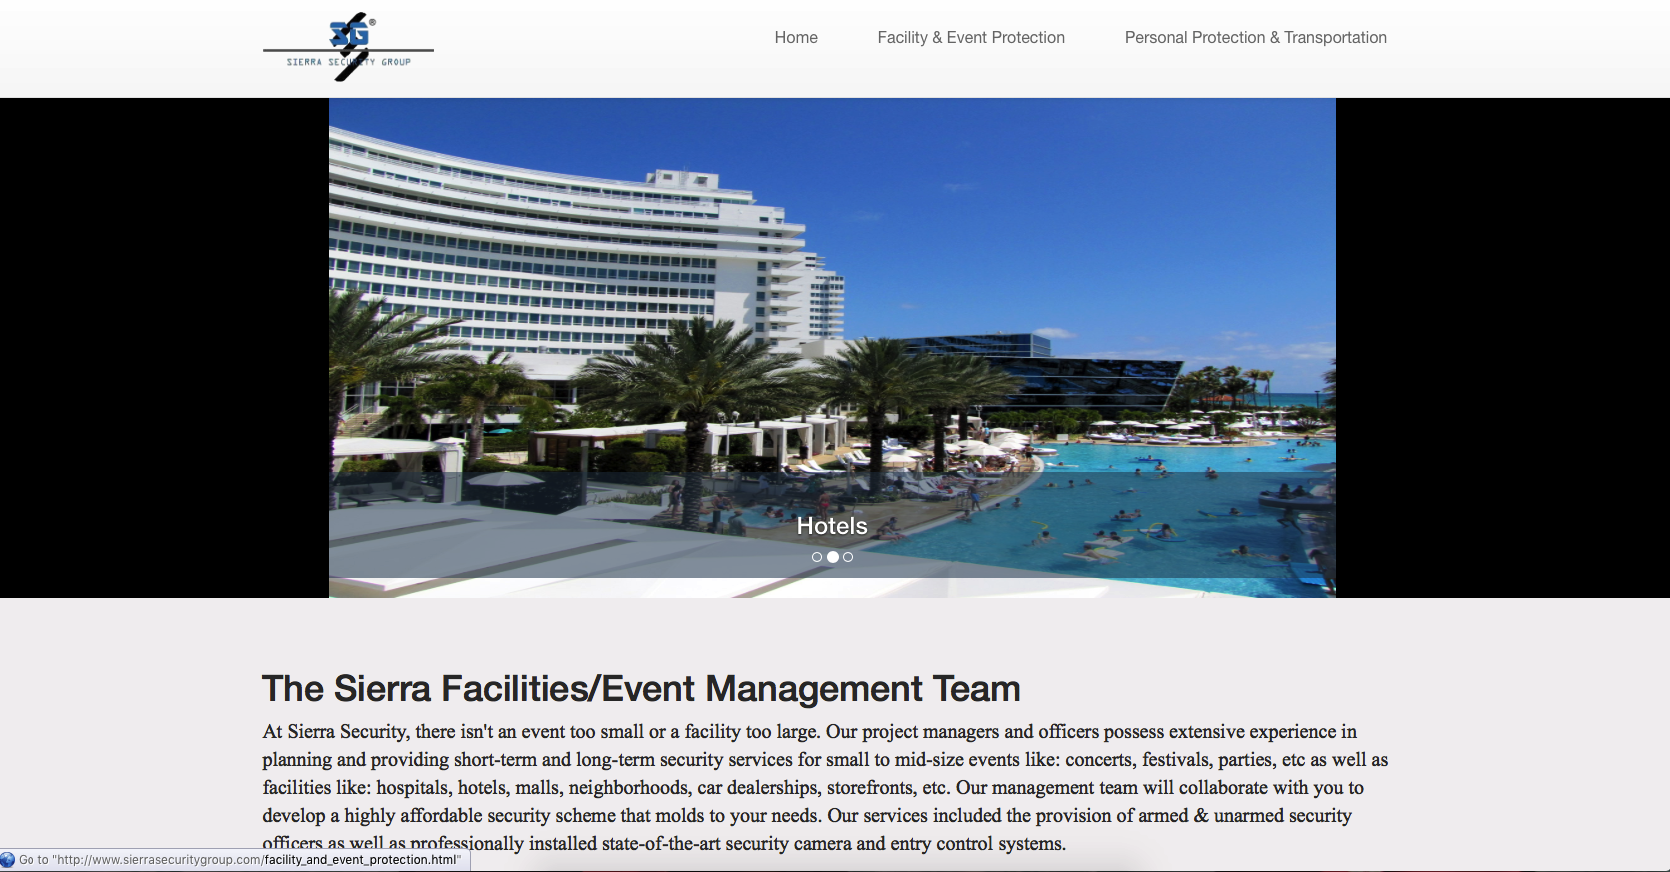 SG®
SIERRA SECURITY GROUP
Home
Facility & Event Protection
Personal Protection & Transportation
Hotels
The Sierra Facilities/Event Management Team
At Sierra Security, there isn't an event too small or a facility too large. Our project managers and officers possess extensive experience in
planning and providing short-term and long-term security services for small to mid-size events like: concerts, festivals, parties, etc as well as
facilities like: hospitals, hotels, malls, neighborhoods, car dealerships, storefronts, etc. Our management team will collaborate with you to
develop a highly affordable security scheme that molds to your needs. Our services included the provision of armed & unarmed security
officers as well as professionally installed state-of-the-art security camera and entry control systems.
Go to "http://www.sierrasecuritygroup.com/facility_and_event_protection.html"